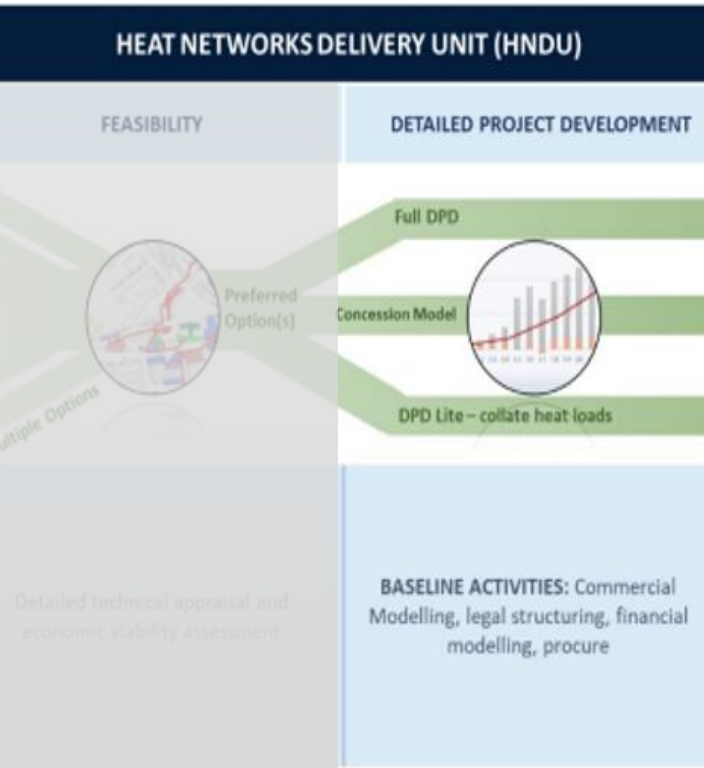 HEAT NETWORKS DELIVERY UNIT (HNDU)
FEASIBILITY
DETAILED PROJECT DEVELOPMENT
Full DPD
Preferred
Option(s)
Concession Model
Options
DPD Lite – collate heat loads
Detailed technical appraisal and
economic viability assessment
BASELINE ACTIVITIES: Commercial
Modelling, legal structuring, financial
modelling, procure